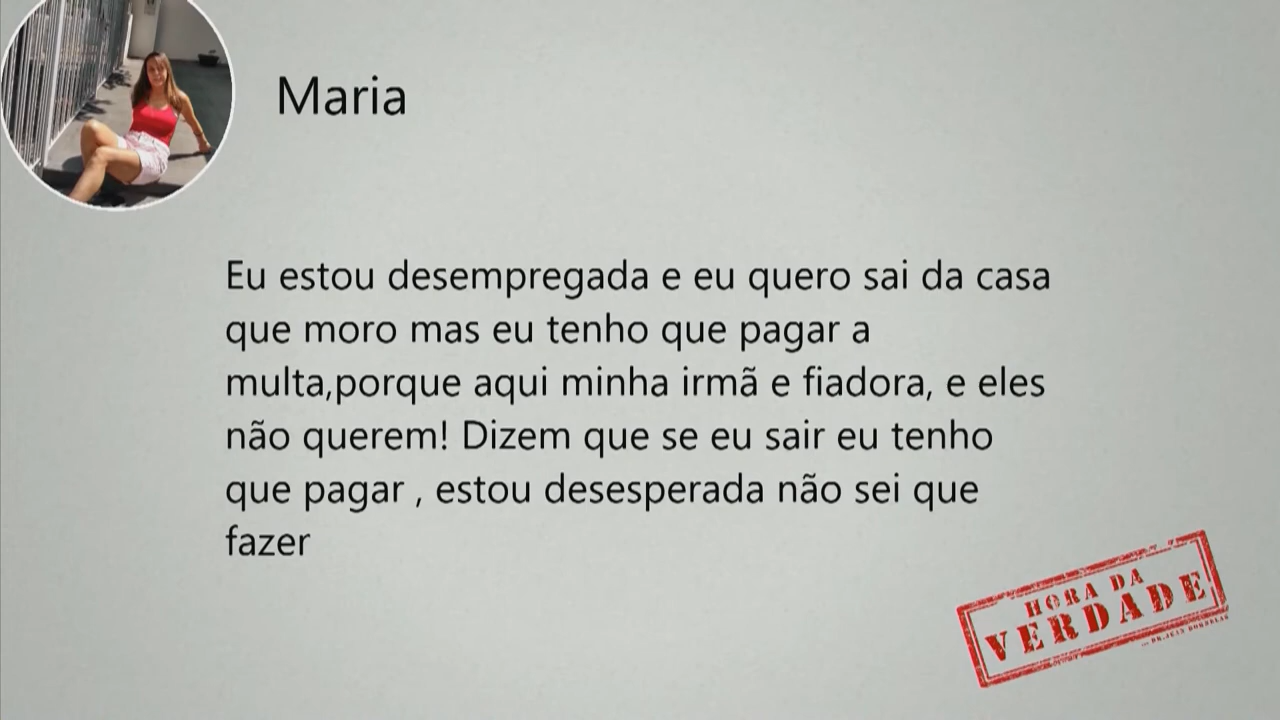 Maria
Eu estou desempregada e eu quero sai da casa
que moro mas eu tenho que pagar a
multa,porque aqui minha irmã e fiadora, e eles
não querem! Dizem que se eu sair eu tenho
que pagar , estou desesperada não sei que
fazer
HORA DA
VERDADE